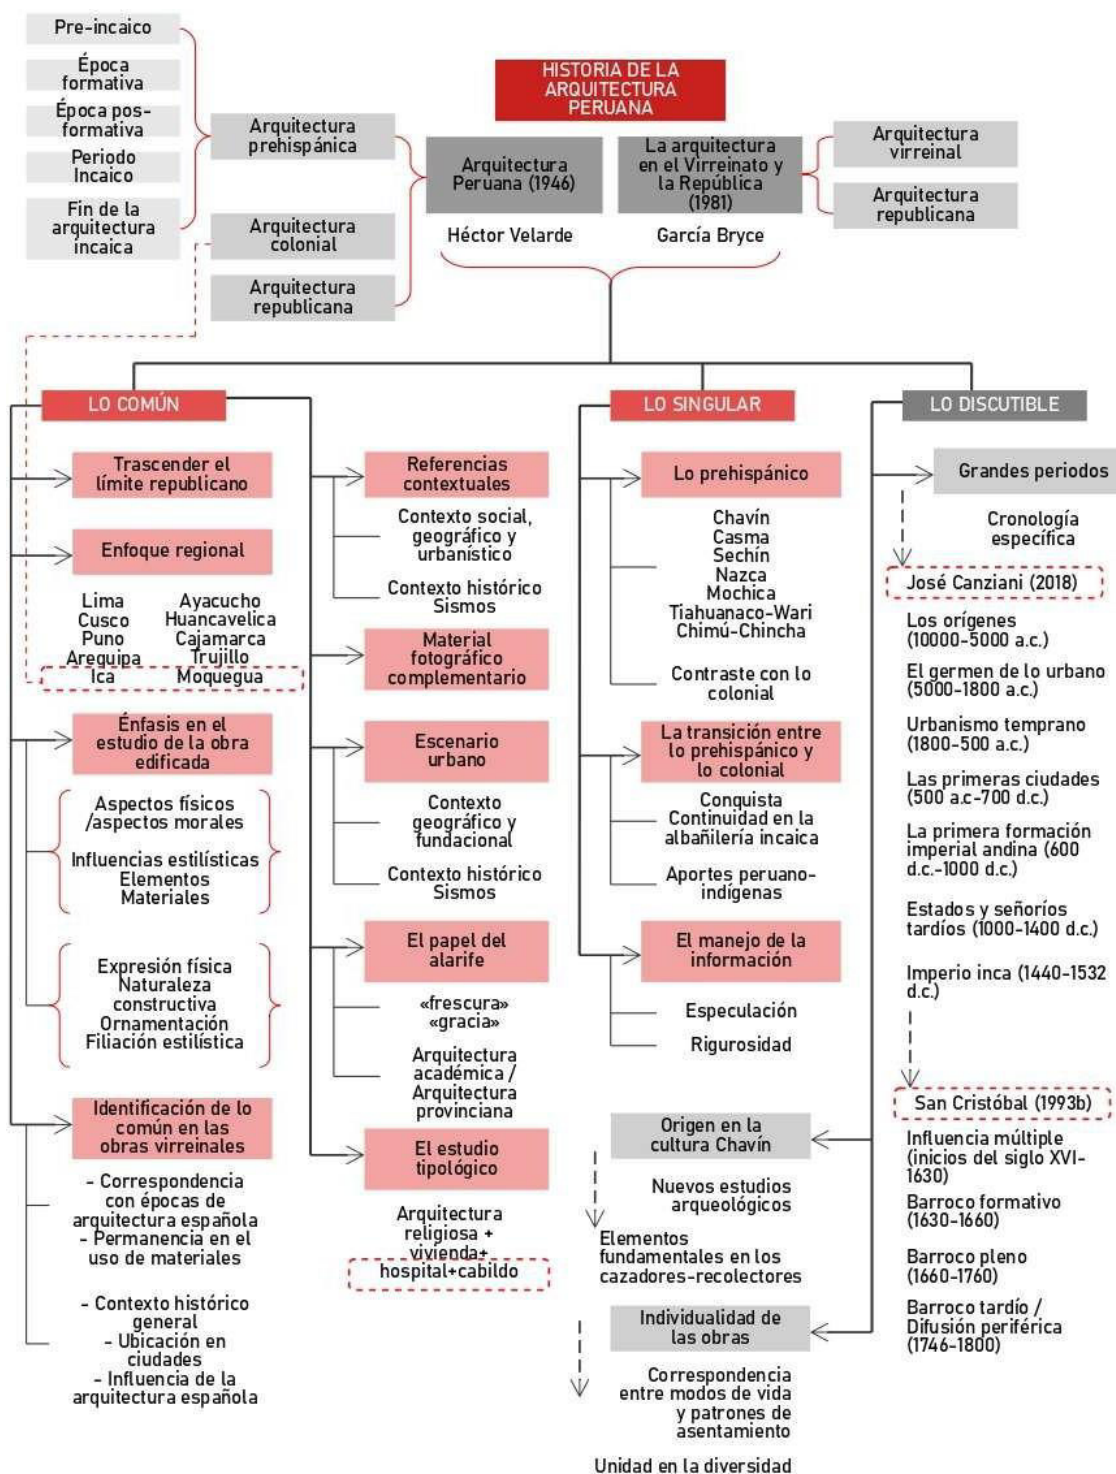 HISTORIA DE LA
ARQUITECTURA
PERUANA
Pre-incaico
Época
formativa
Época pos-
formativa
Periodo
Incaico
Fin de la
arquitectura
incaica
Arquitectura
prehispánica
Arquitectura
colonial
Arquitectura
republicana
Arquitectura
Peruana (1946)
Héctor Velarde
La arquitectura
en el Virreinato y
la República
(1981)
García Bryce
Arquitectura
virreinal
Arquitectura
republicana
LO COMÚN
Trascender el
límite republicano
Enfoque regional
Lima
Cusco
Puno
Arequipa
Ica
Ayacucho
Huancavelica
Cajamarca
Trujillo
Moquegua
Énfasis en el
estudio de la obra
edificada
Aspectos físicos
/aspectos morales
Influencias estilísticas
Elementos
Materiales
Expresión física
Naturaleza
constructiva
Ornamentación
Filiación estilística
Identificación de lo
común en las
obras virreinales
- Correspondencia
con épocas de
arquitectura española
- Permanencia en el
uso de materiales
- Contexto histórico
general
- Ubicación en
ciudades
- Influencia de la
arquitectura española
Referencias
contextuales
Contexto social,
geográfico y
urbanístico
Contexto histórico
Sismos
Material
fotográfico
complementario
Escenario
urbano
Contexto
geográfico y
fundacional
Contexto histórico
Sismos
El papel del
alarife
«frescura»
«gracia»
Arquitectura
académica /
Arquitectura
provinciana
El estudio
tipológico
Arquitectura
religiosa +
vivienda+
hospital+cabildo
LO SINGULAR
Lo prehispánico
Chavín
Casma
Sechín
Nazca
Mochica
Tiahuanaco-Wari
Chimú-Chincha
Contraste con lo
colonial
La transición entre
lo prehispánico y
lo colonial
Conquista
Continuidad en la
albañilería incaica
Aportes peruano-
indígenas
El manejo de la
información
Especulación
Rigurosidad
LO DISCUTIBLE
Grandes periodos
Cronología
específica
José Canziani (2018)
Los orígenes
(10000-5000 a.c.)
El germen de lo urbano
(5000-1800 a.c.)
Urbanismo temprano
(1800-500 a.c.)
Las primeras ciudades
(500 a.c-700 d.c.)
La primera formación
imperial andina (600
d.c.-1000 d.c.)
Estados y señoríos
tardíos (1000-1400 d.c.)
Imperio inca (1440-1532
d.c.)
San Cristóbal (1993b)
Influencia múltiple
(inicios del siglo XVI-
1630)
Barroco formativo
(1630-1660)
Barroco pleno
(1660-1760)
Barroco tardío /
Difusión periférica
(1746-1800)
Origen en la
cultura Chavín
Nuevos estudios
arqueológicos
Elementos
fundamentales en los
cazadores-recolectores
Individualidad de
las obras
Correspondencia
entre modos de vida
y patrones de
asentamiento
Unidad en la diversidad